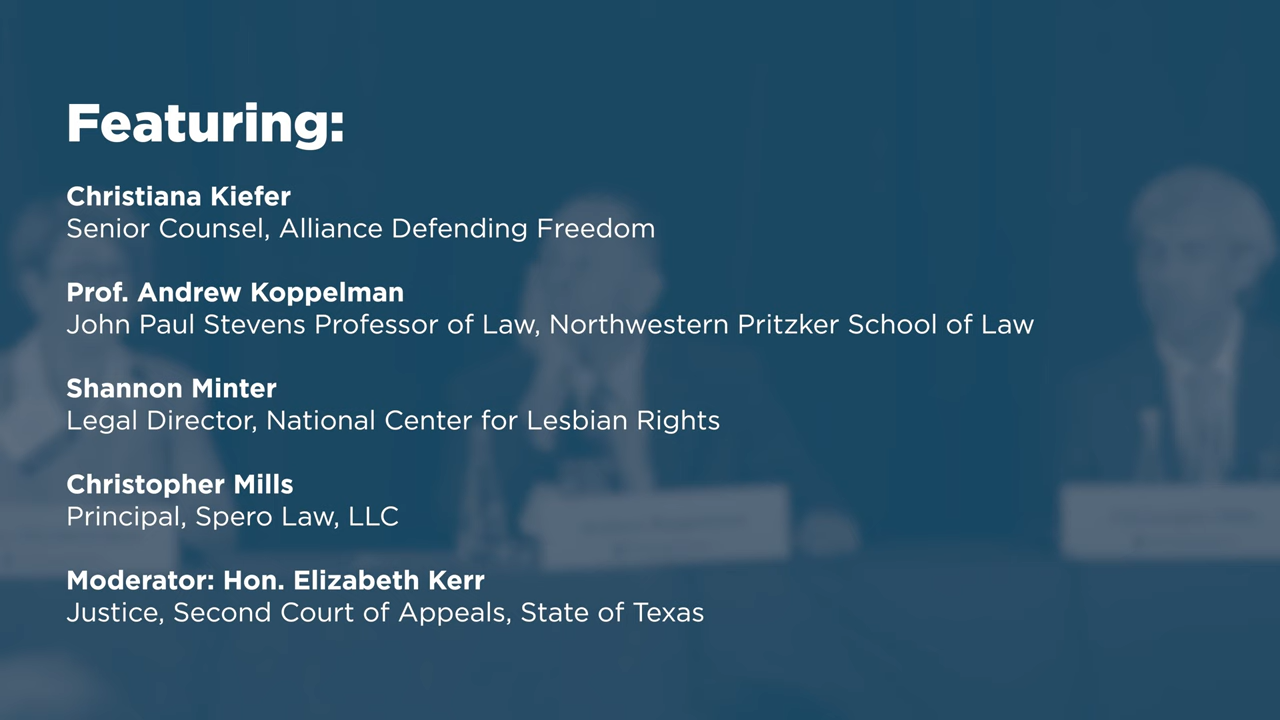 Featuring:
Christiana Kiefer
Senior Counsel, Alliance Defending Freedom
Prof. Andrew Koppelman
John Paul Stevens Professor of Law, Northwestern Pritzker School of Law
Shannon Minter
Legal Director, National Center for Lesbian Rights
Christopher Mills
Principal, Spero Law, LLC
Moderator: Hon. Elizabeth Kerr
Justice, Second Court of Appeals, State of Texas